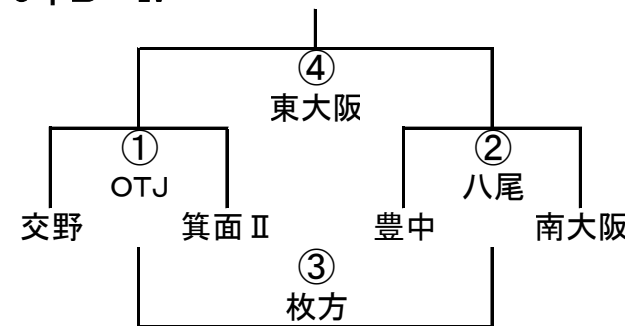 ④
東大阪
①
②
OTJ
八尾
交野
箕面Ⅱ
豊中
南大阪
③
枚方